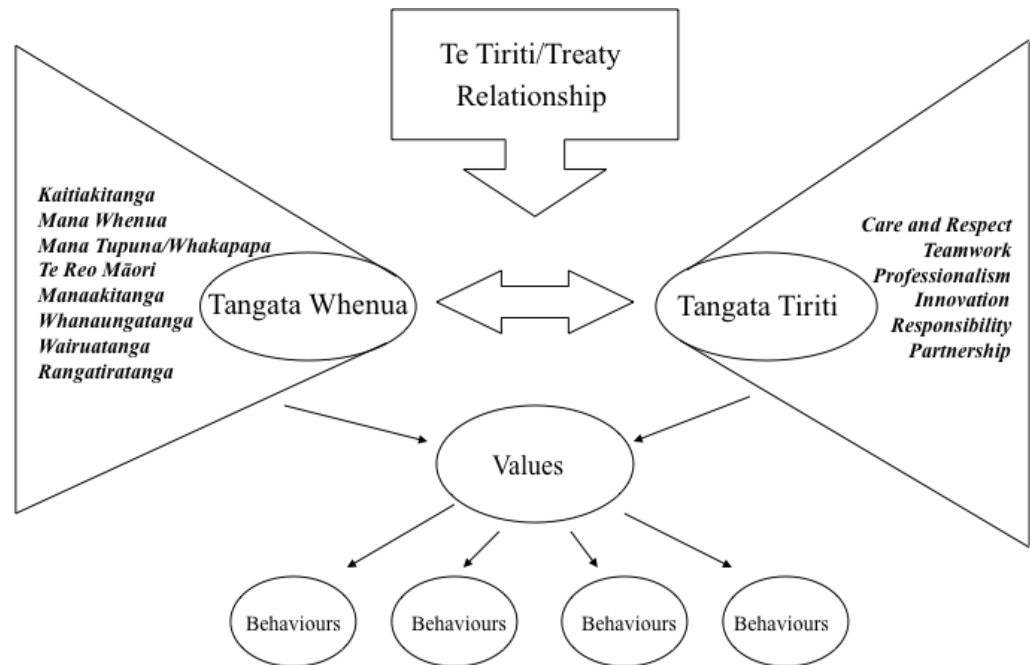 Te Tiriti/Treaty
Relationship
Kaitiakitanga
Mana Whenua
Mana Tupuna/Whakapapa
Te Reo Māori
Manaakitanga
Whanaungatanga
Wairuatanga
Rangatiratanga
Tangata Whenua
Tangata Tiriti
Care and Respect
Teamwork
Professionalism
Innovation
Responsibility
Partnership
Values
Behaviours
Behaviours
Behaviours
Behaviours